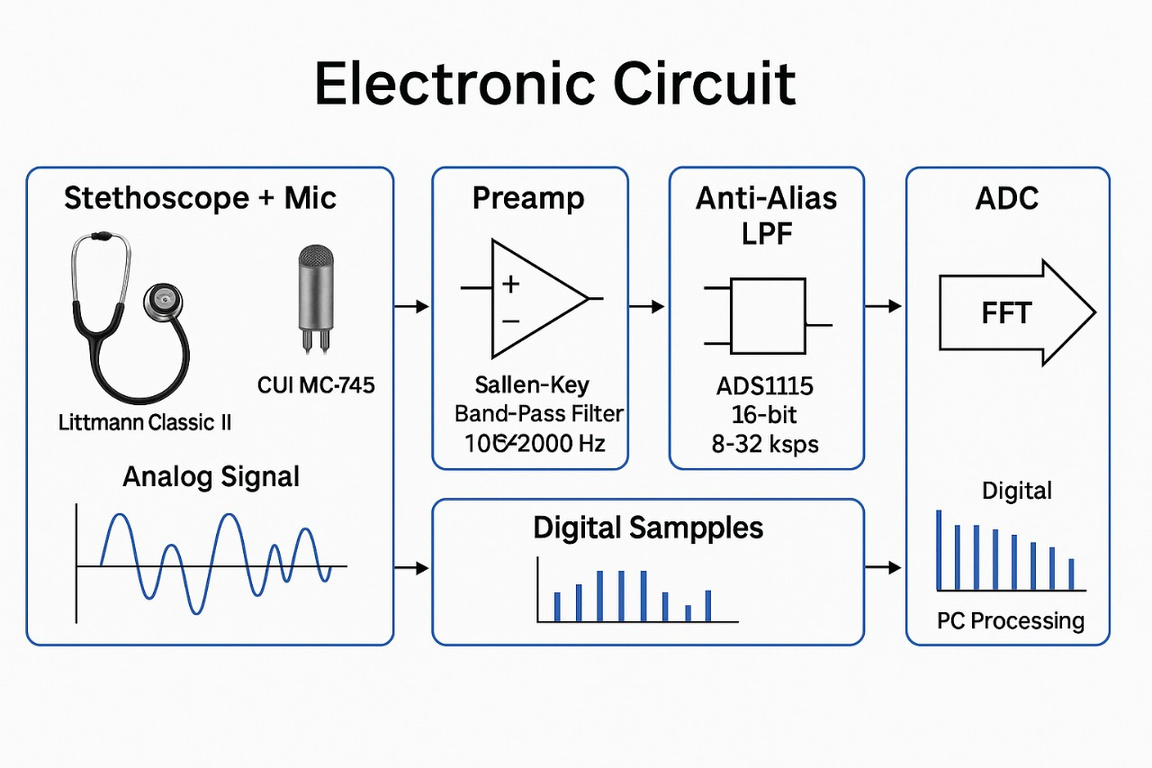 Electronic Circuit
Stethoscope + Mic
Littmann Classic II
CUI MC-745
Analog Signal
Preamp
+
−
Sallen-Key
Band-Pass Filter
2000 Hz
Anti-Alias
LPF
ADS1115
16-bit
8-32 ksps
Digital Sampples
ADC
FFT
Digital
PC Processing